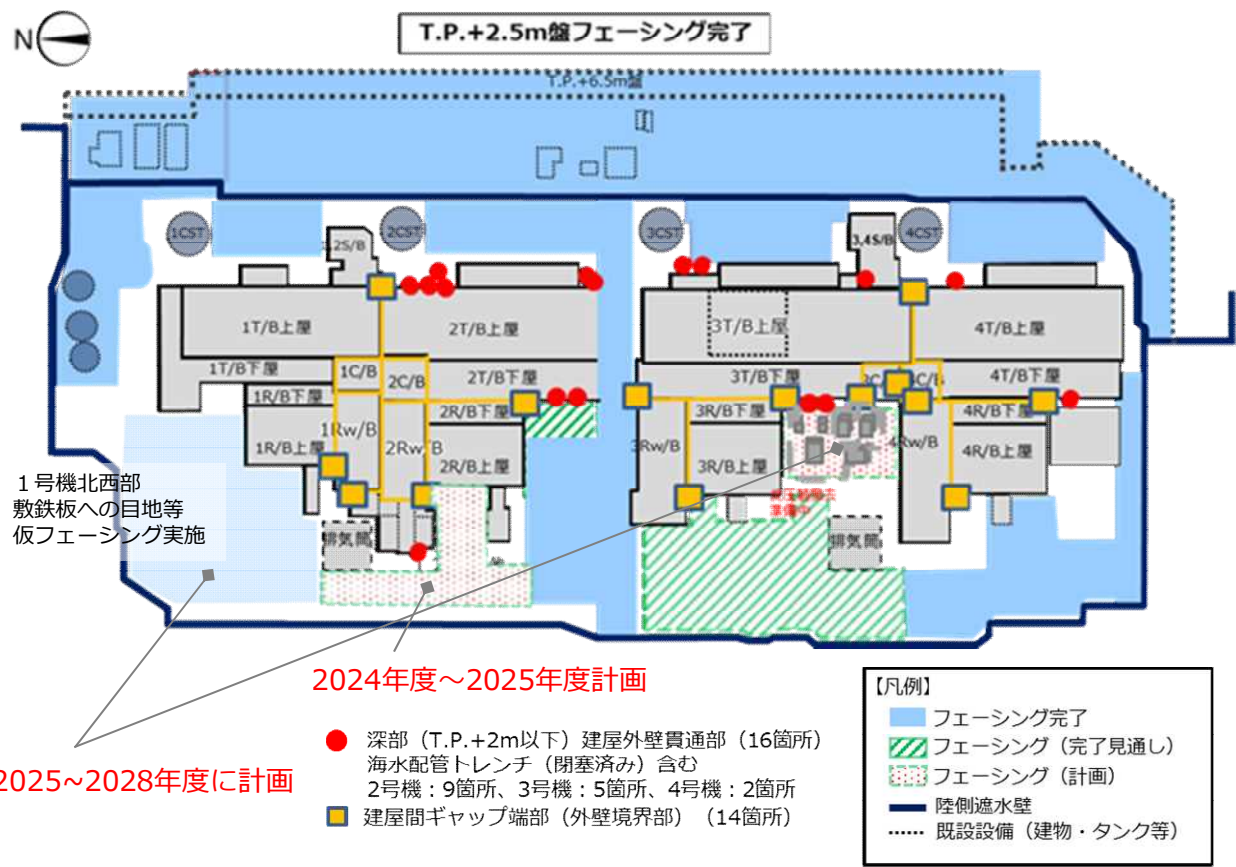 N
T.P.+2.5m盤フェーシング完了
T.P.+6.5m盤
1CST
2CST
3CST
4CST
2S/B
3,4S/B
1T/B上屋
2T/B上屋
3T/B上屋
4T/B上屋
1T/B下屋
1C/B
2C/B
2T/B下屋
3T/B下屋
4T/B下屋
1R/B下屋
2R/B下屋
3R/B下屋
4R/B下屋
1Rw/B
2Rw/B
3Rw/B
4Rw/B
1R/B上屋
2R/B上屋
3R/B上屋
4R/B上屋
1号機北西部
敷鉄板への目地等
仮フェーシング実施
準備中
排気筒
排気筒
2024年度～2025年度計画
2025~2028年度に計画
深部（T.P.+2m以下）建屋外壁貫通部（16箇所）
海水配管トレンチ（閉塞済み）含む
2号機：9箇所、3号機：5箇所、4号機：2箇所
建屋間ギャップ端部（外壁境界部）（14箇所）
【凡例】
フェーシング完了
フェーシング（完了見通し）
フェーシング（計画）
陸側遮水壁
既設設備（建物・タンク等）